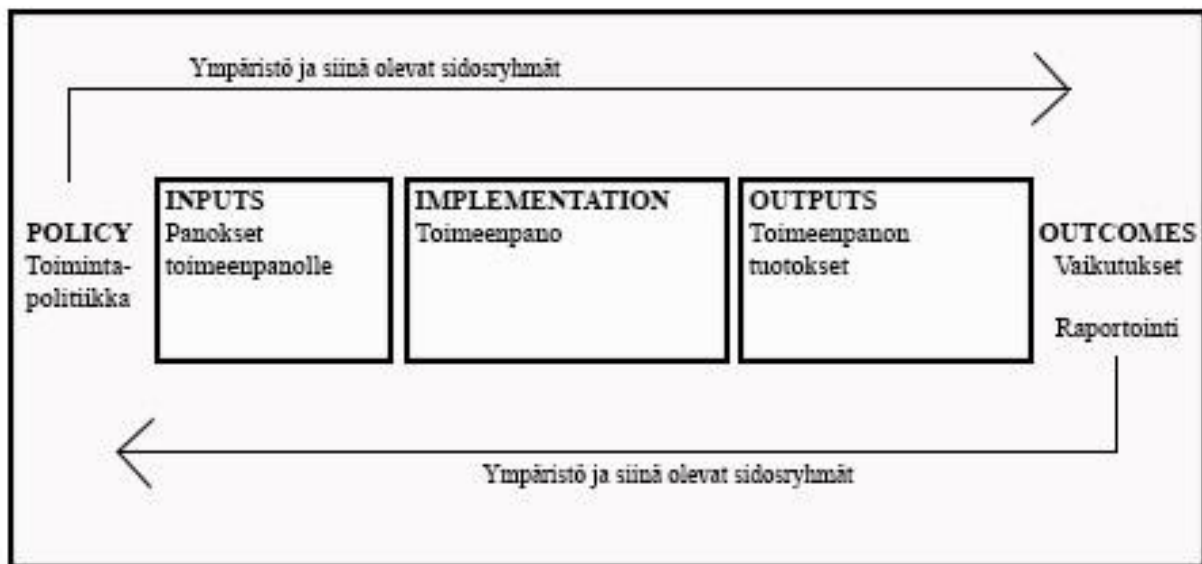 Ympäristö ja siinä olevat sidosryhmät
POLICY
Toiminta-
politiikka
INPUTS
Panokset
toimeenpanolle
IMPLEMENTATION
Toimeenpano
OUTPUTS
Toimeenpanon
tuotokset
OUTCOMES
Vaikutukset
Raportointi
Ympäristö ja siinä olevat sidosryhmät